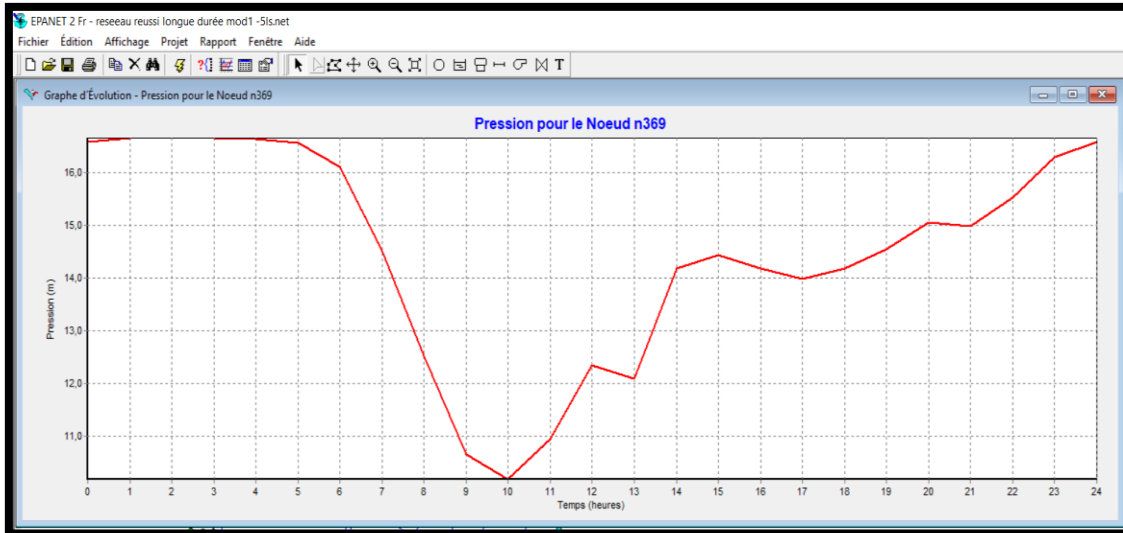 EPANET 2 Fr - reseeau reussi longue durée mod1 -5ls.net
Fichier Édition Affichage Projet Rapport Fenêtre Aide
T
Graphe d'Évolution - Pression pour le Noeud n369
Pression pour le Noeud n369
16,0
15,0
14,0
13,0
12,0
11,0
Pression (m)
0 1 2 3 4 5 6 7 8 9 10 11 12 13 14 15 16 17 18 19 20 21 22 23 24
Temps (heures)